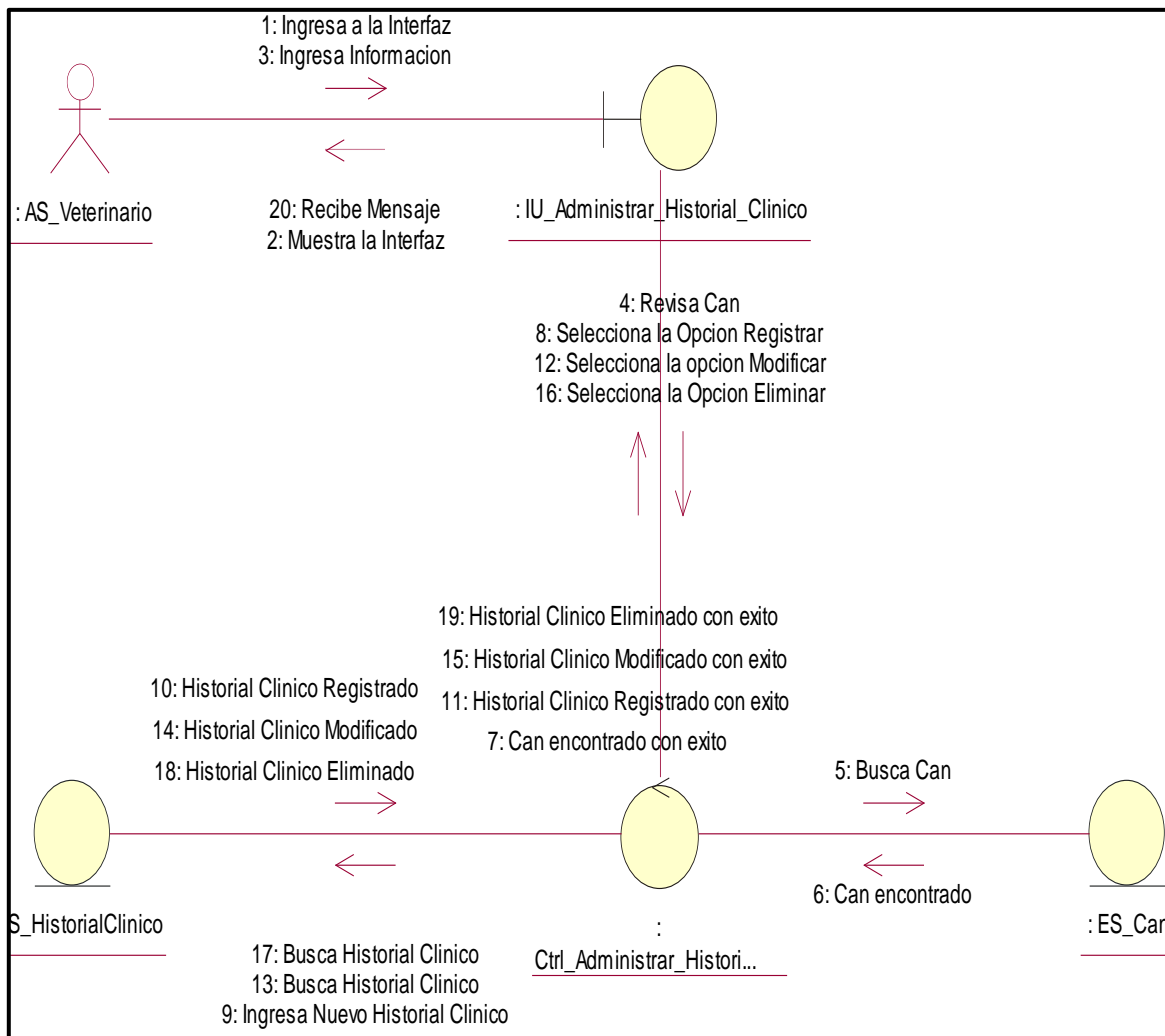 1: Ingresa a la Interfaz
3: Ingresa Informacion
: AS_Veterinario
20: Recibe Mensaje
2: Muestra la Interfaz
: IU_Administrar_Historial_Clinico
4: Revisa Can
8: Selecciona la Opcion Registrar
12: Selecciona la opcion Modificar
16: Selecciona la Opcion Eliminar
19: Historial Clinico Eliminado con exito
15: Historial Clinico Modificado con exito
11: Historial Clinico Registrado con exito
7: Can encontrado con exito
10: Historial Clinico Registrado
14: Historial Clinico Modificado
18: Historial Clinico Eliminado
5: Busca Can
6: Can encontrado
S_HistorialClinico
17: Busca Historial Clinico
13: Busca Historial Clinico
9: Ingresa Nuevo Historial Clinico
:
Ctrl_Administrar_Histori...
: ES_Can